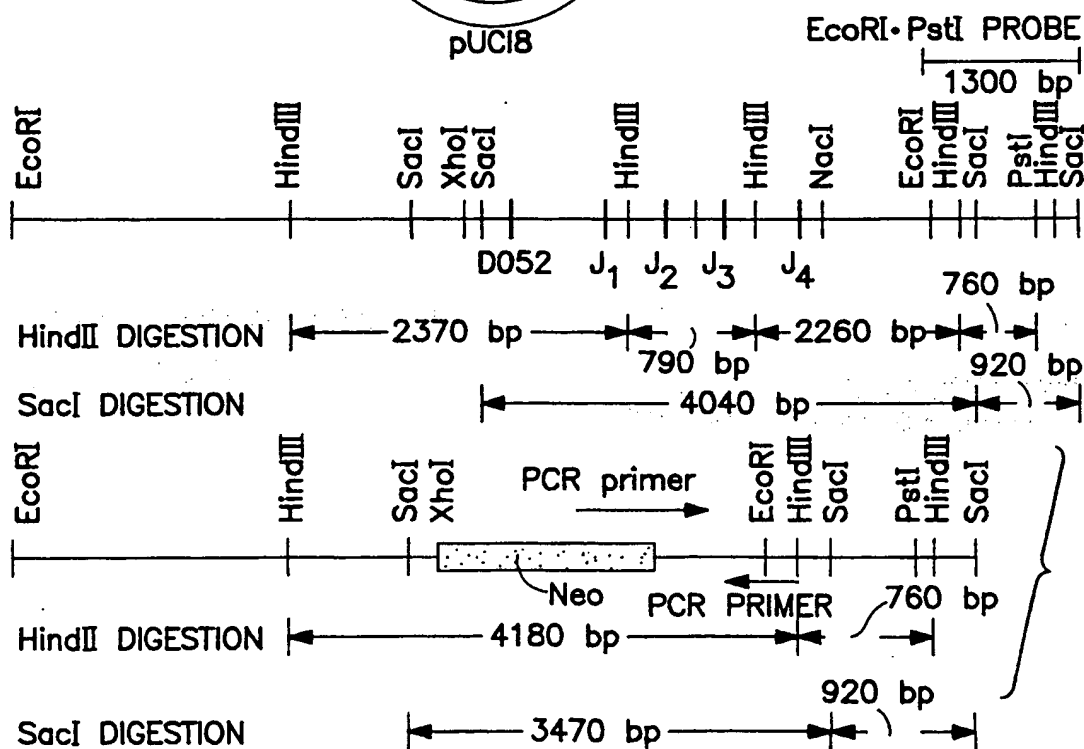 pUC18
EcoRI·PstI PROBE
1300 bp
EcoRI
HindIII
SacI
XhoI
SacI
HindIII
HindIII
NacI
EcoRI
HindIII
SacI
PstI
HindIII
SacI
D052
J1
J2
J3
J4
760 bp
HindII DIGESTION
2370 bp
790 bp
2260 bp
920 bp
SacI DIGESTION
4040 bp
EcoRI
HindIII
SacI
XhoI
PCR primer
EcoRI
HindIII
SacI
PstI
HindIII
SacI
Neo
PCR PRIMER
760 bp
HindII DIGESTION
4180 bp
920 bp
SacI DIGESTION
3470 bp